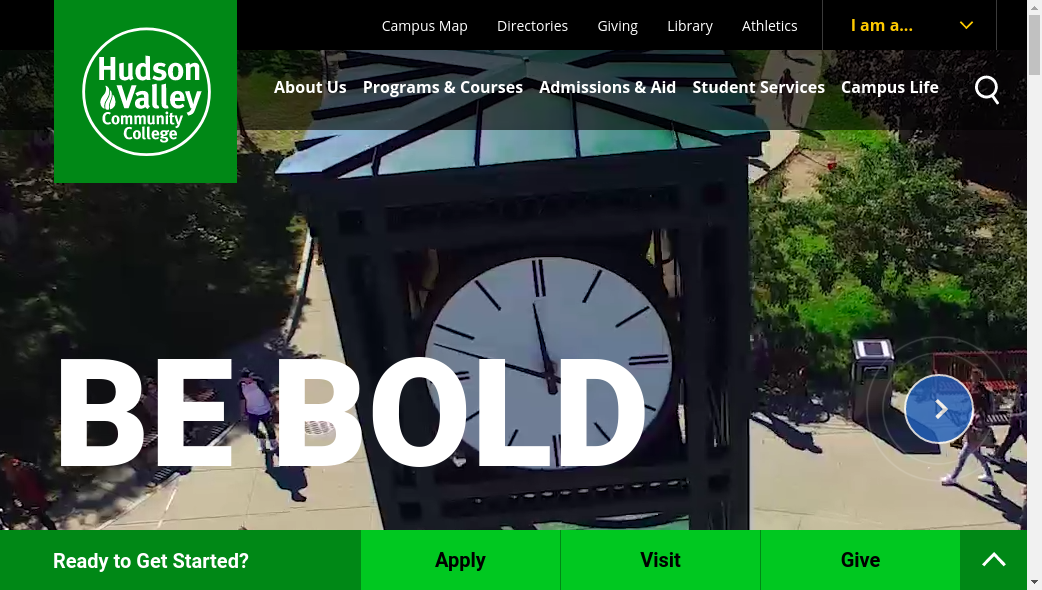 Campus Map Directories Giving Library Athletics I am a...
Hudson
Valley
Community
College
About Us Programs & Courses Admissions & Aid Student Services Campus Life
BE BOLD
Ready to Get Started? Apply Visit Give